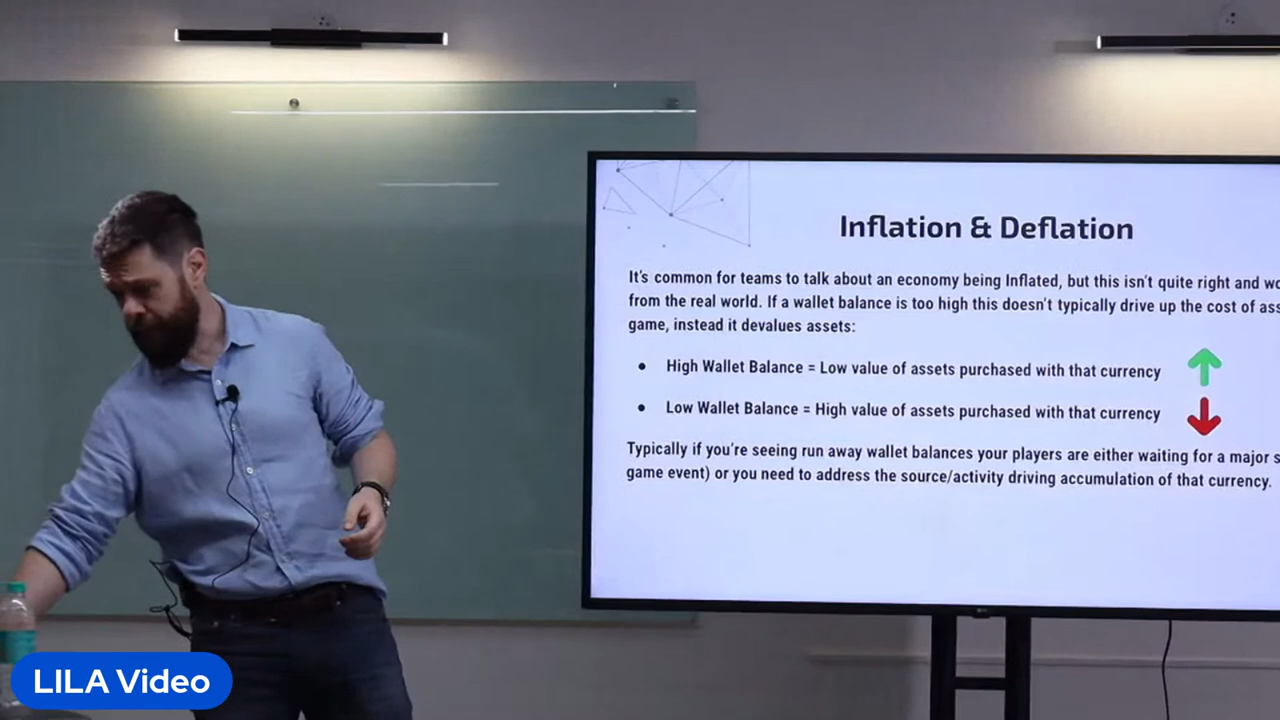 Inflation & Deflation
It's common for teams to talk about an economy being Inflated, but this isn't quite right and
from the real world. If a wallet balance is too high this doesn't typically drive up the cost of
game, instead it devalues assets:
• High Wallet Balance = Low value of assets purchased with that currency
• Low Wallet Balance = High value of assets purchased with that currency
Typically if you're seeing run away wallet balances your players are either waiting for a major
game event) or you need to address the source/activity driving accumulation of that currency.
LILA Video